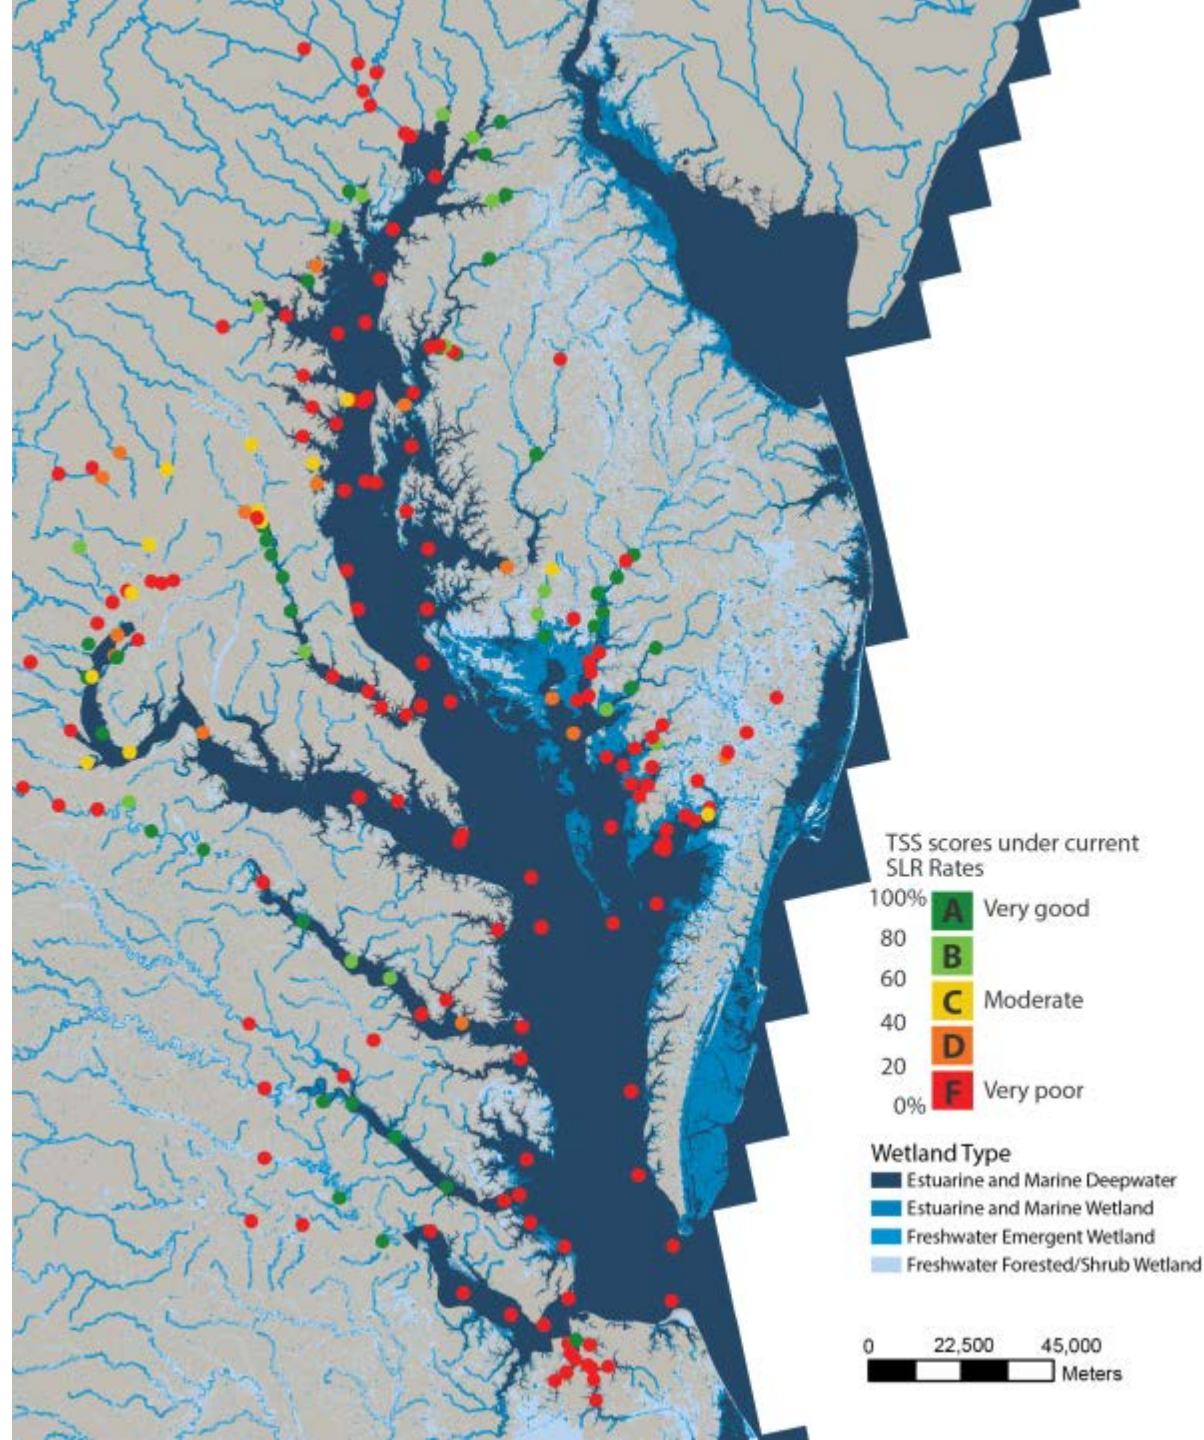 TSS scores under current
SLR Rates
100%
A Very good
80
B
60
C Moderate
40
D
20
F Very poor
0%
Wetland Type
Estuarine and Marine Deepwater
Estuarine and Marine Wetland
Freshwater Emergent Wetland
Freshwater Forested/Shrub Wetland
0 22,500 45,000
Meters